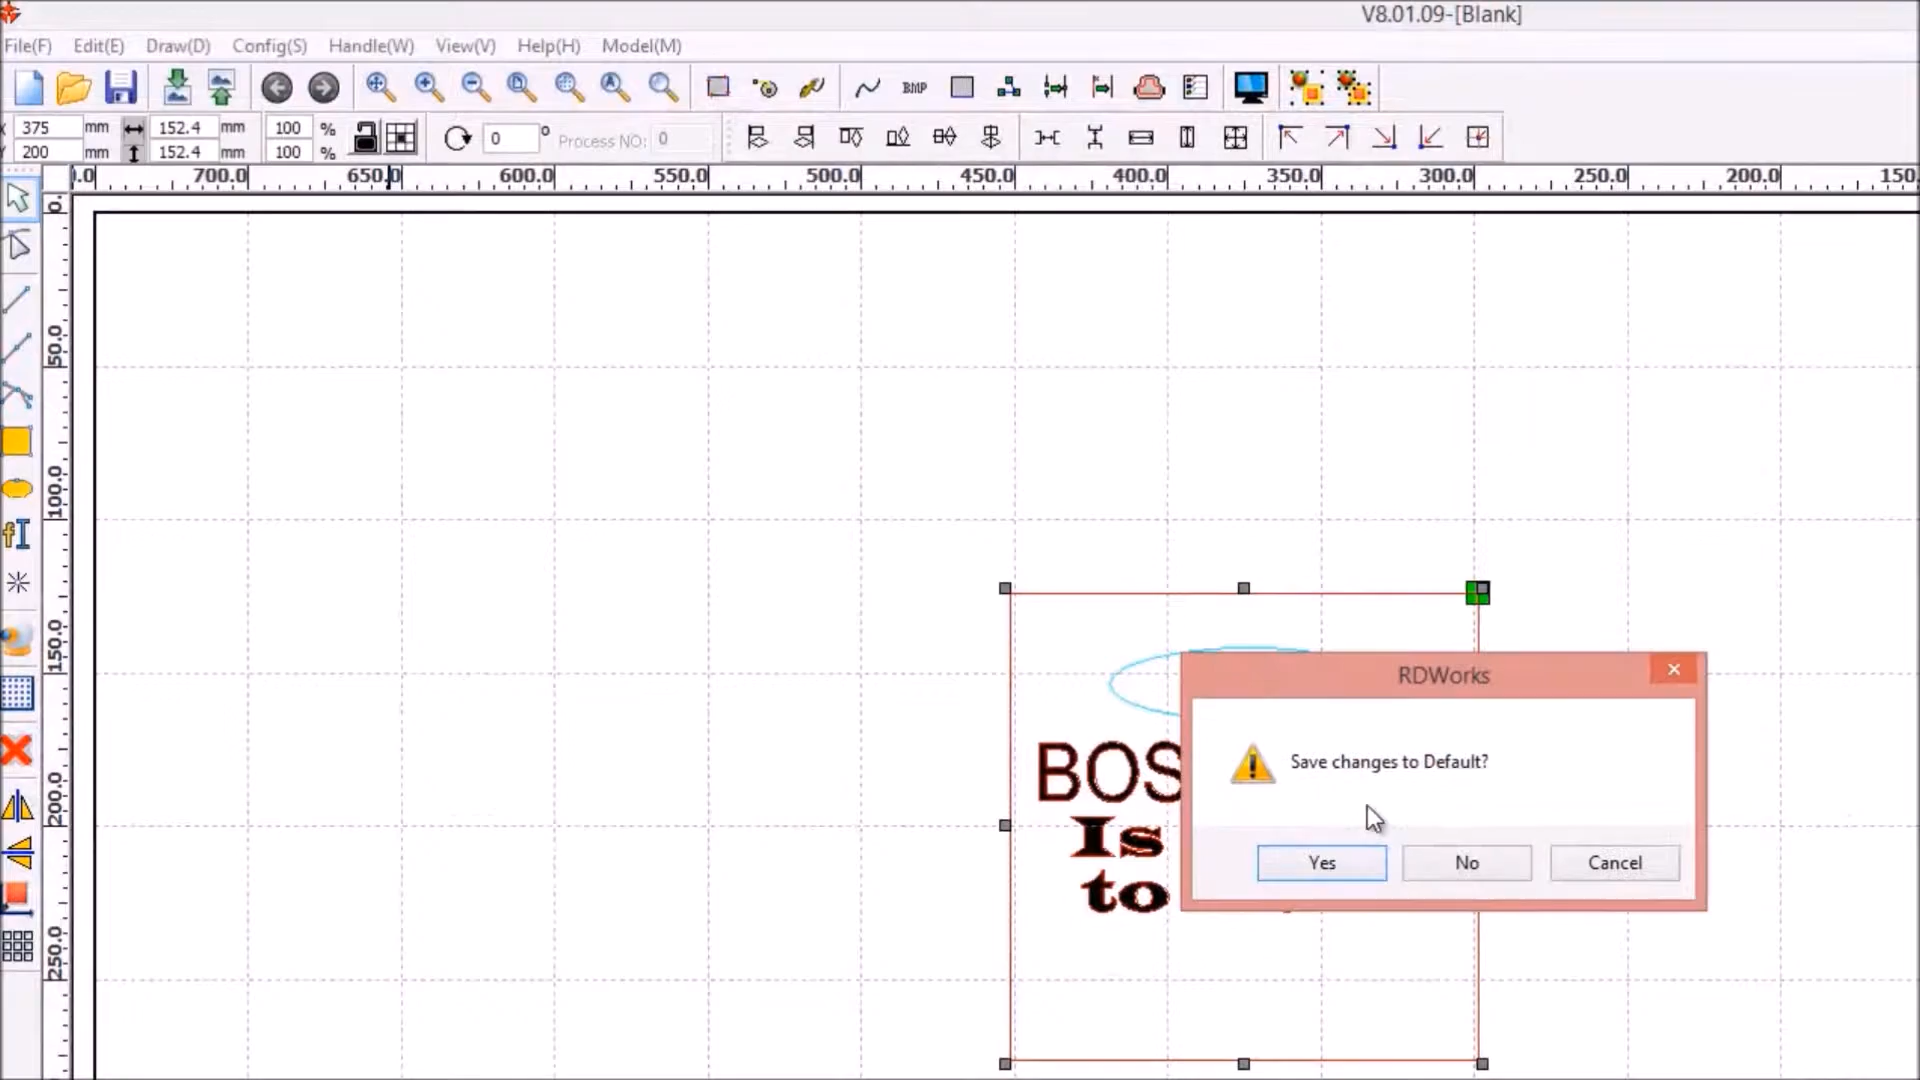 V8.01.09-[Blank]
File(F) Edit(E) Draw(D) Config(S) Handle(W) View(V) Help(H) Model(M)
BMP
X 375 mm 152.4 mm 100 %
Y 200 mm 152.4 mm 100 %
0 ° Process NO: 0
700.0 650.0 600.0 550.0 500.0 450.0 400.0 350.0 300.0 250.0 200.0 150.
0.
50.0
100.0
150.0
200.0
250.0
RDWorks
Save changes to Default?
Yes No Cancel
BOS
Is
to